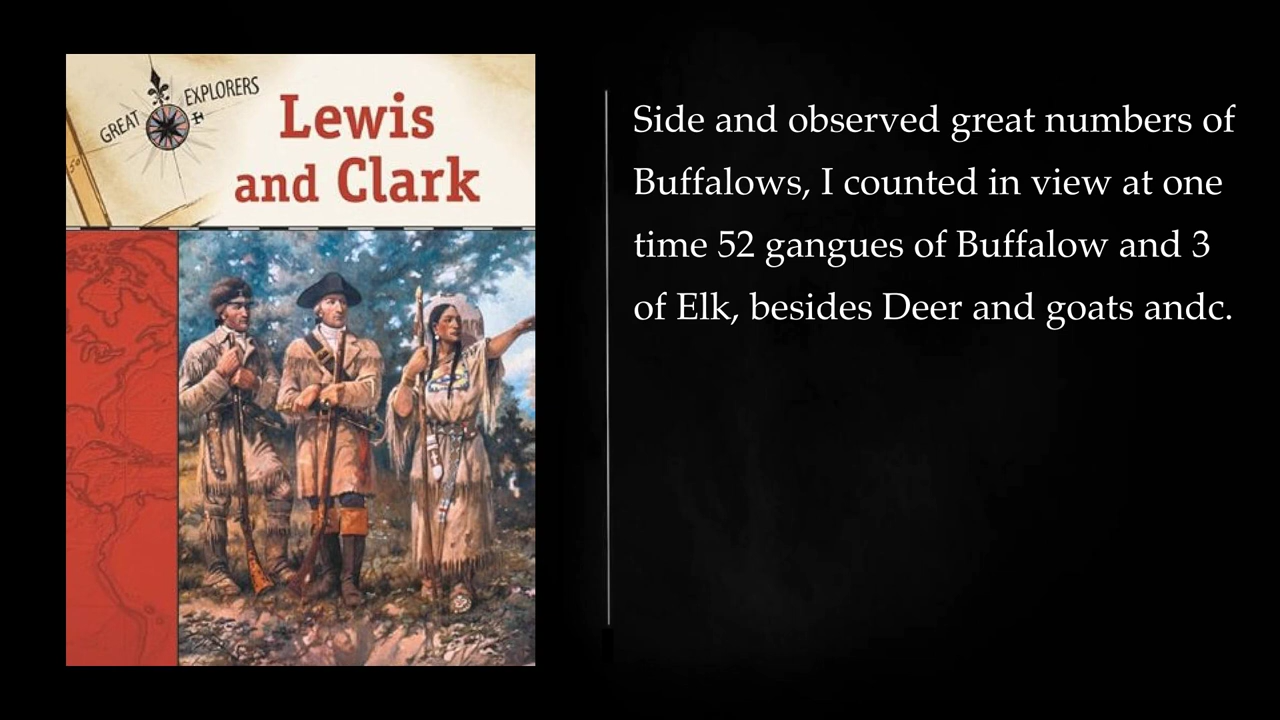 GREAT EXPLORERS
Lewis
and Clark
50
Side and observed great numbers of
Buffalows, I counted in view at one
time 52 gangues of Buffalow and 3
of Elk, besides Deer and goats andc.